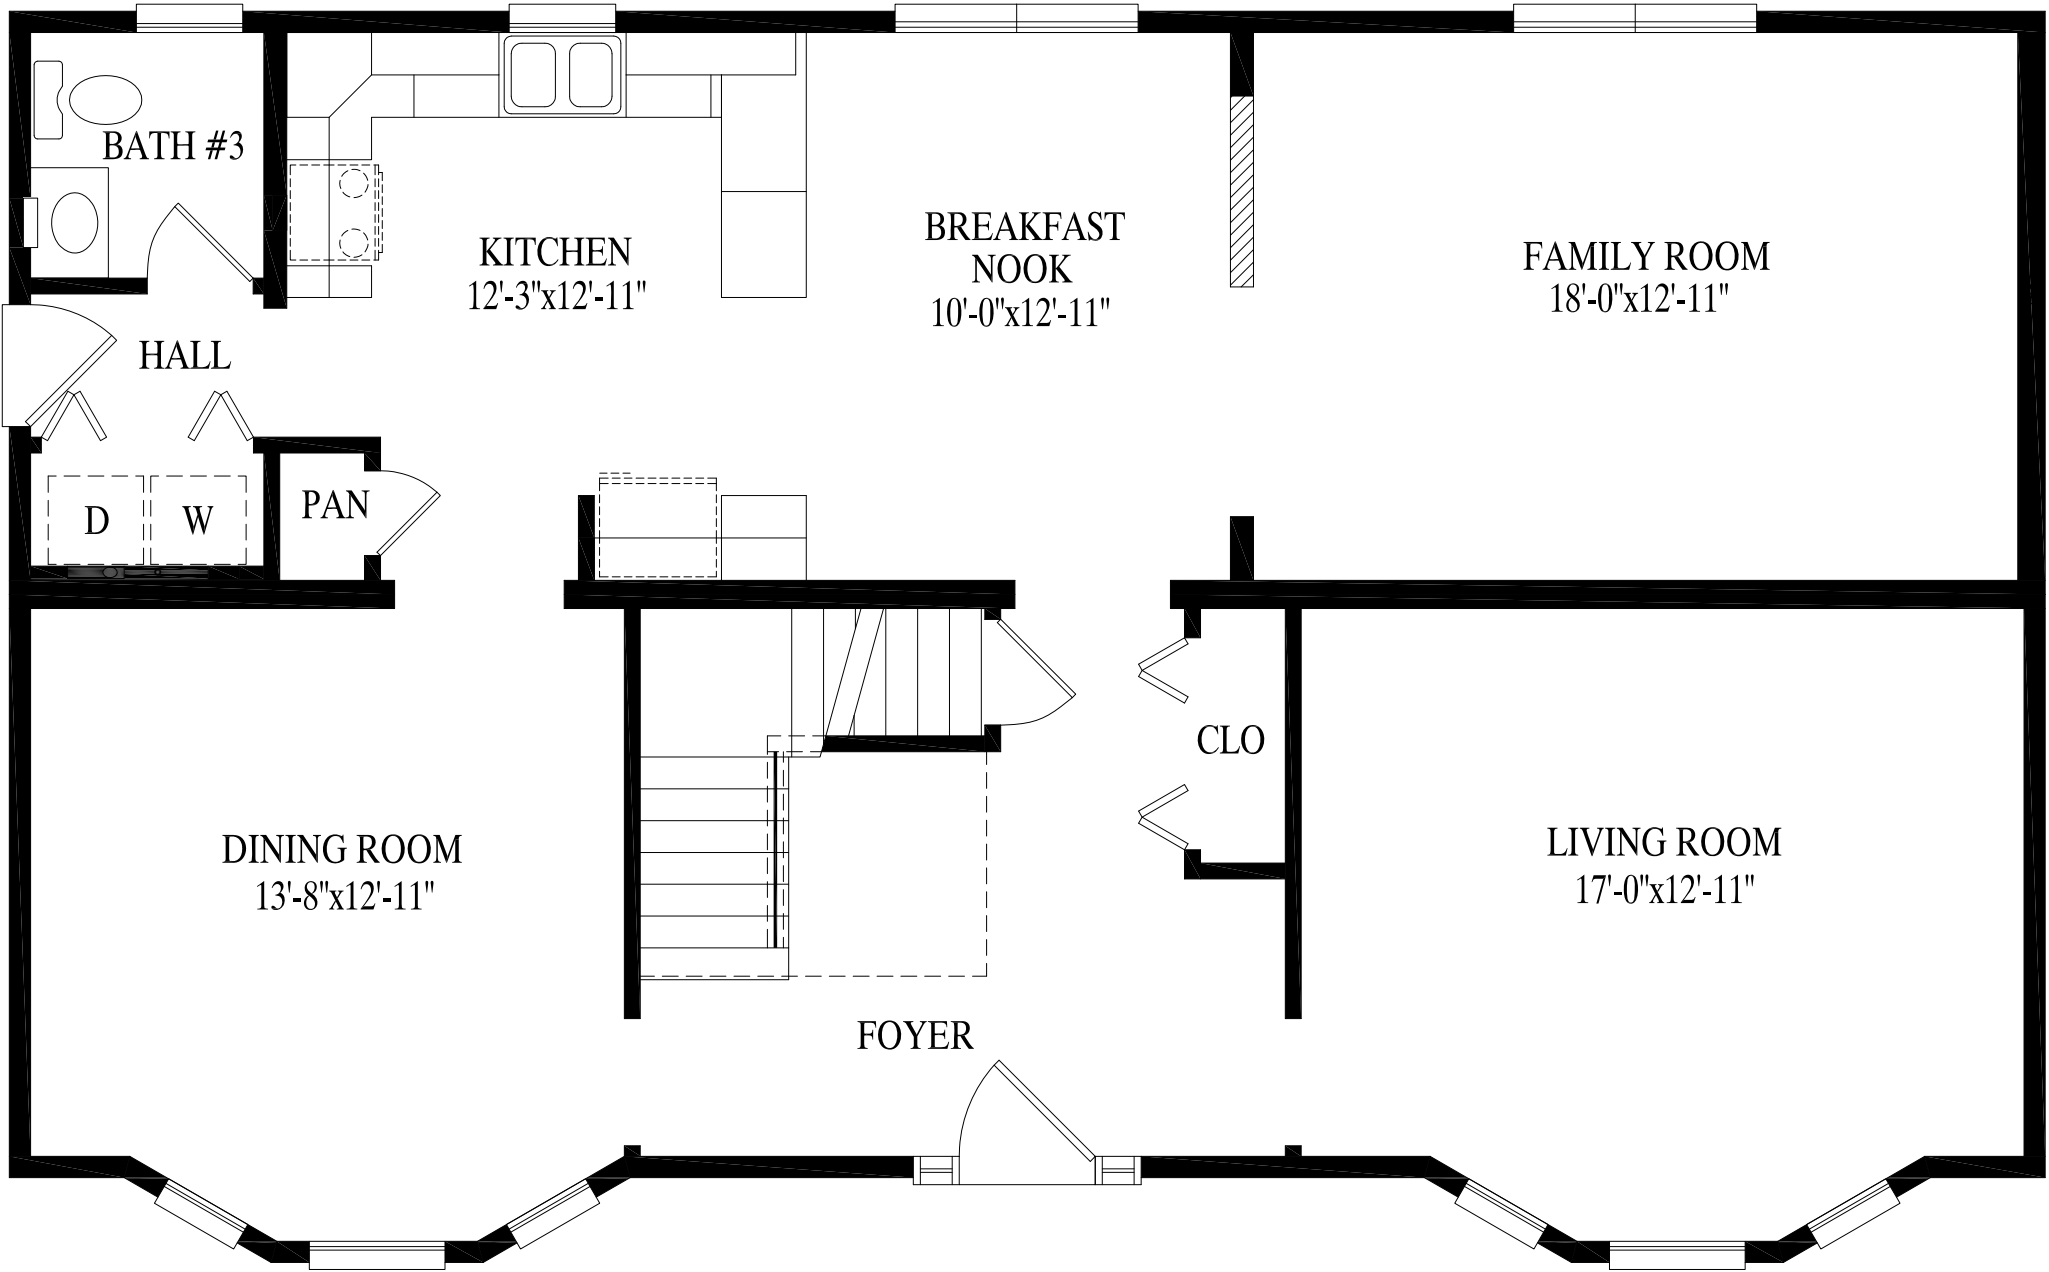 BATH #3
KITCHEN
12'-3"x12'-11"
BREAKFAST
NOOK
10'-0"x12'-11"
FAMILY ROOM
18'-0"x12'-11"
HALL
D
W
PAN
CLO
DINING ROOM
13'-8"x12'-11"
LIVING ROOM
17'-0"x12'-11"
FOYER